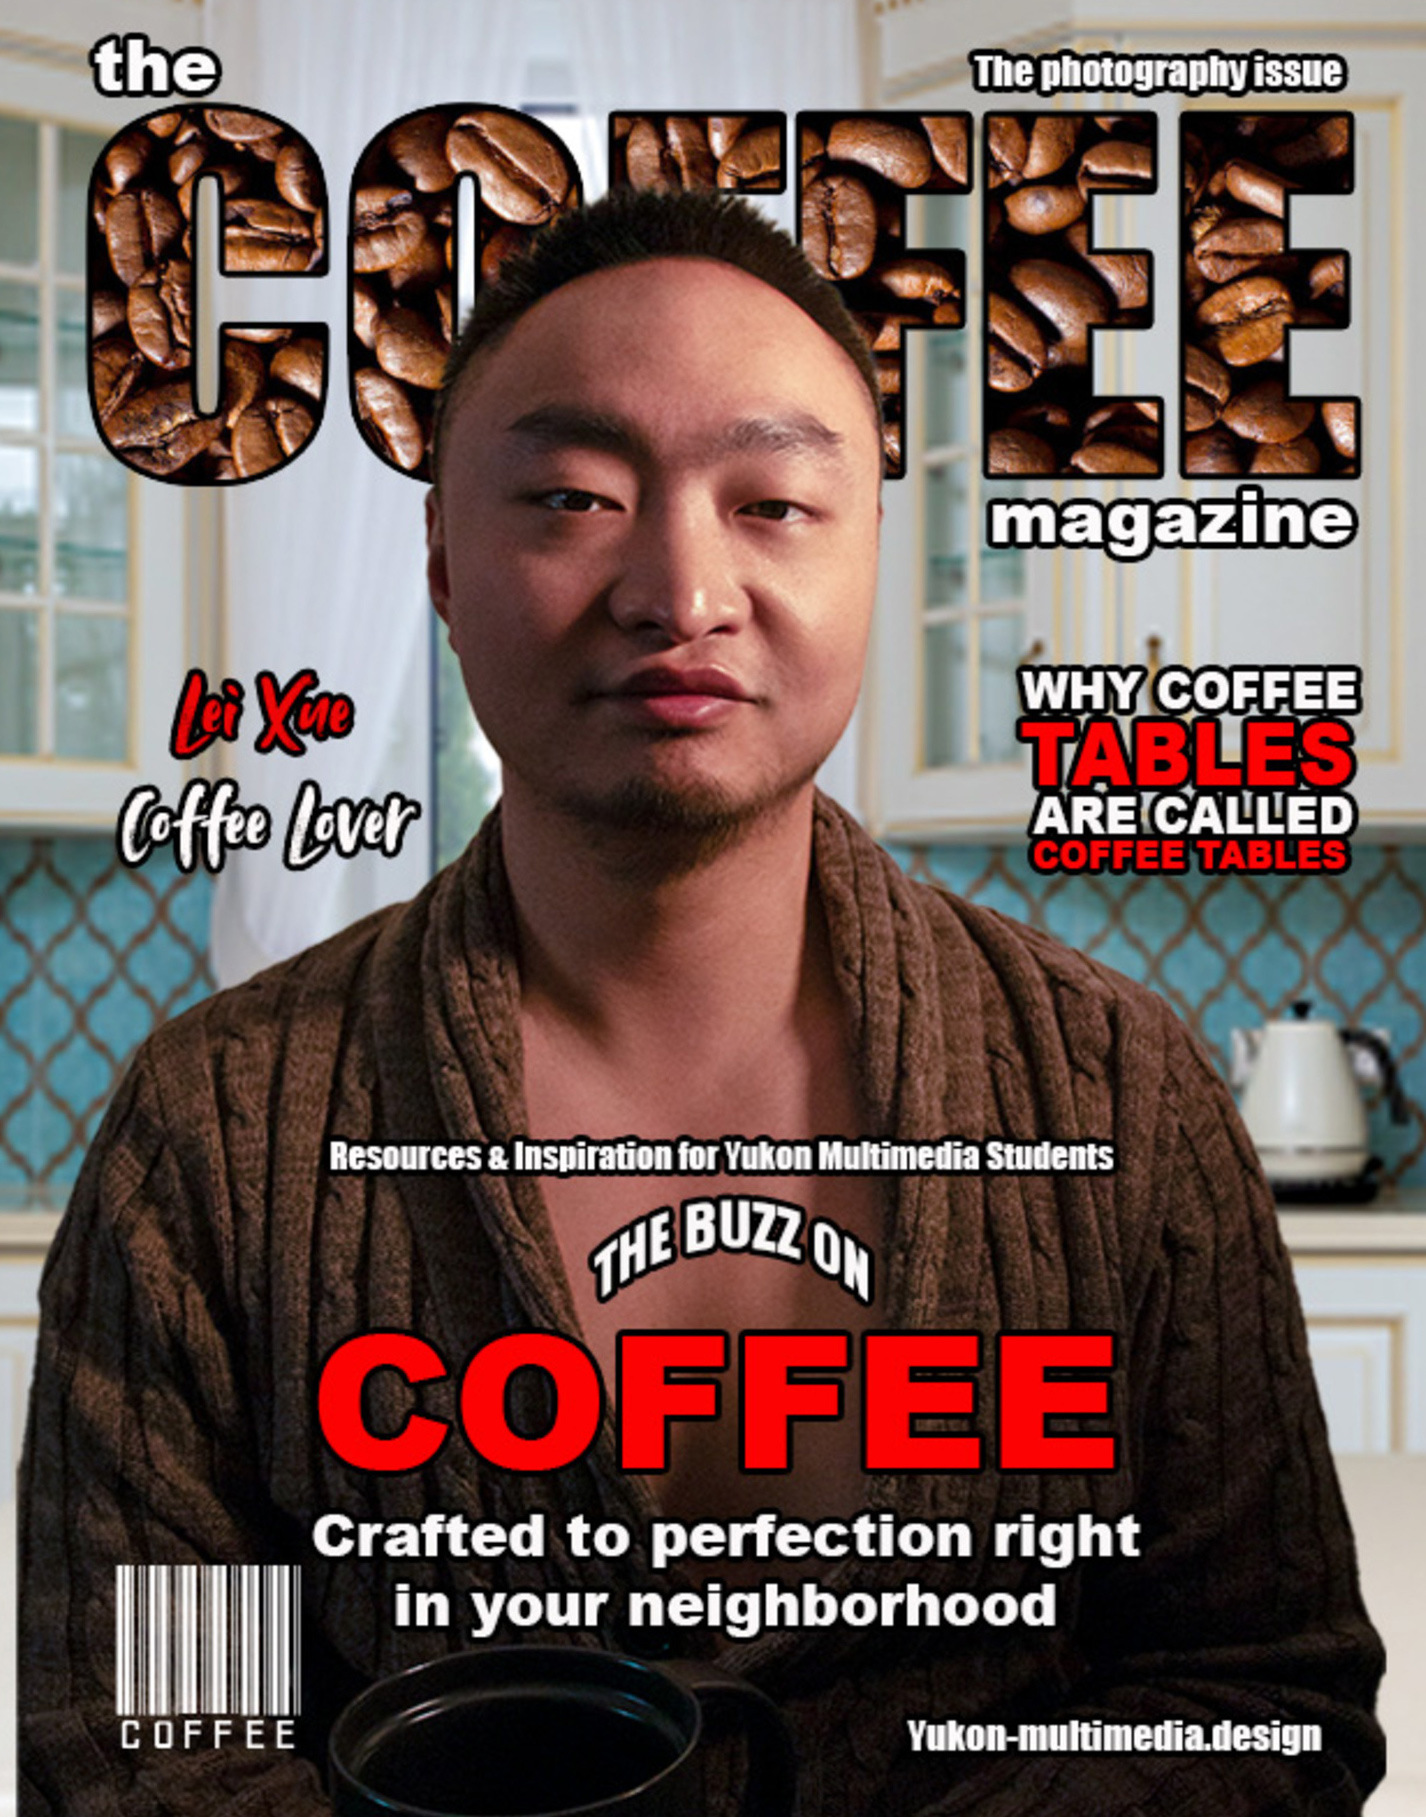 the
The photography issue
COFFEE
magazine
Lei Xue
Coffee Lover
WHY COFFEE
TABLES
ARE CALLED
COFFEE TABLES
Resources & Inspiration for Yukon Multimedia Students
THE BUZZ ON
COFFEE
Crafted to perfection right
in your neighborhood
COFFEE
Yukon-multimedia.design